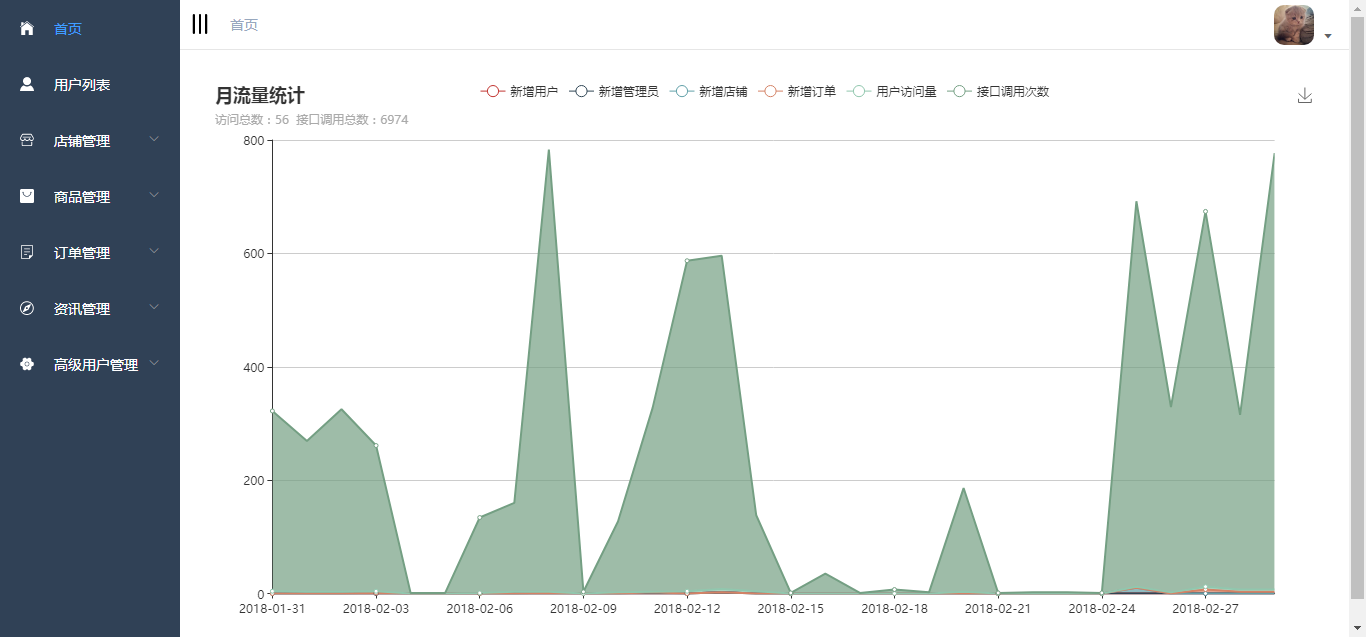 首页
用户列表
店铺管理
商品管理
订单管理
资讯管理
高级用户管理
首页
月流量统计
访问总数：56 接口调用总数：6974
新增用户 新增管理员 新增店铺 新增订单 用户访问量 接口调用次数
800
600
400
200
0
2018-01-31 2018-02-03 2018-02-06 2018-02-09 2018-02-12 2018-02-15 2018-02-18 2018-02-21 2018-02-24 2018-02-27